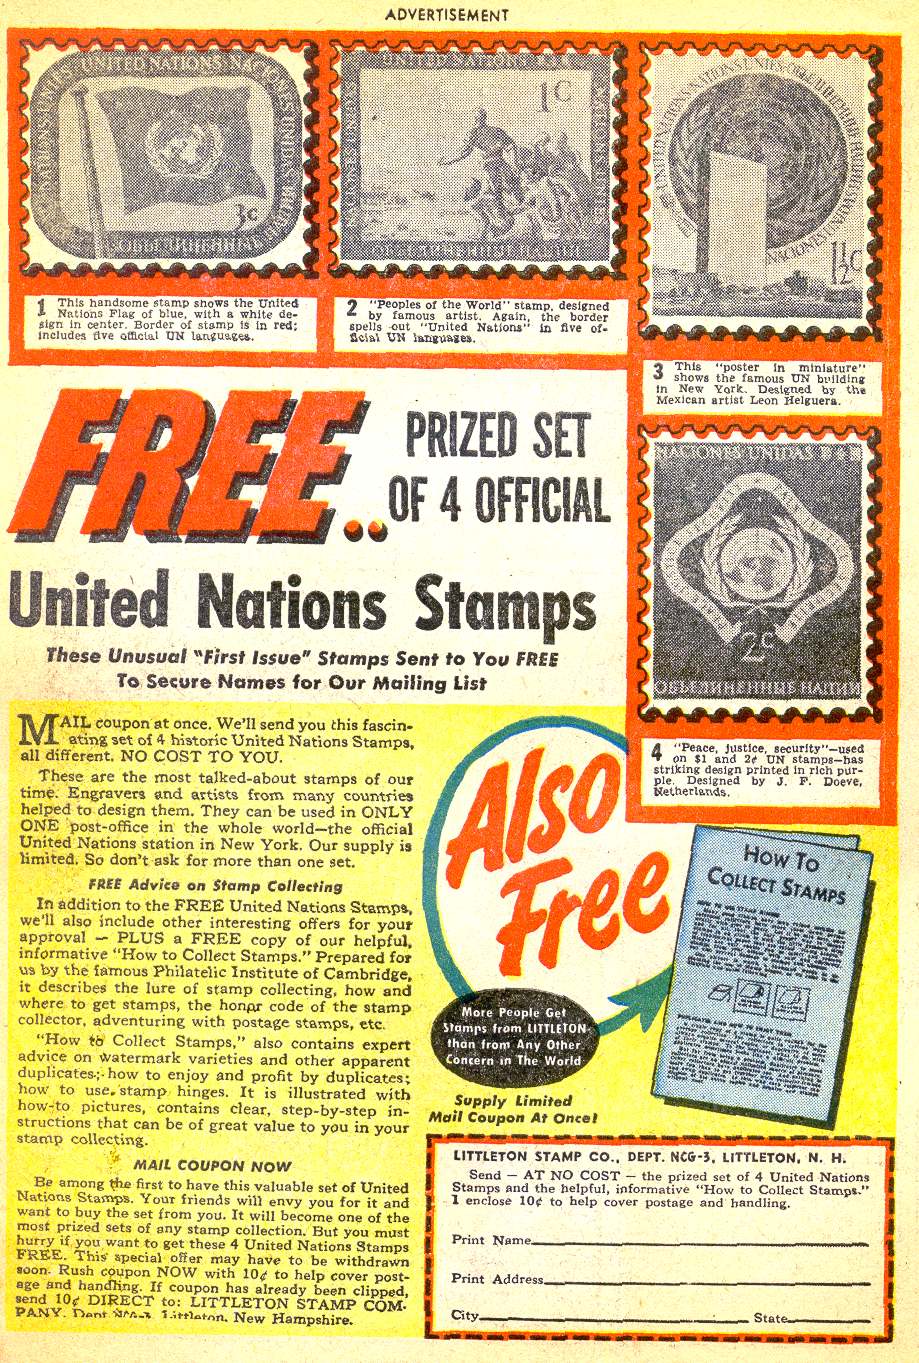 ADVERTISEMENT
UNITED NATIONS
½c
UNITED NATIONS
1c
1½c
1 This handsome stamp shows the United
Nations Flag of blue, with a white de-
sign in center. Border of stamp is in red;
includes five official UN languages.
2 "Peoples of the World" stamp, designed
by famous artist. Again, the border
spells out "United Nations" in five of-
ficial UN languages.
3 This "poster in miniature"
shows the famous UN building
in New York. Designed by the
Mexican artist Leon Helguera.
NACIONES UNIDAS
2c
4 "Peace, justice, security"—used
on $1 and 2¢ UN stamps—has
striking design printed in rich pur-
ple. Designed by J. F. Doeve,
Netherlands.
FREE.. PRIZED SET
OF 4 OFFICIAL
United Nations Stamps
These Unusual "First Issue" Stamps Sent to You FREE
To Secure Names for Our Mailing List
MAIL coupon at once. We'll send you this fascin-
ating set of 4 historic United Nations Stamps,
all different. NO COST TO YOU.
These are the most talked-about stamps of our
time. Engravers and artists from many countries
helped to design them. They can be used in ONLY
ONE post-office in the whole world—the official
United Nations station in New York. Our supply is
limited. So don't ask for more than one set.
FREE Advice on Stamp Collecting
In addition to the FREE United Nations Stamps,
we'll also include other interesting offers for your
approval — PLUS a FREE copy of our helpful,
informative "How to Collect Stamps." Prepared for
us by the famous Philatelic Institute of Cambridge,
it describes the lure of stamp collecting, how and
where to get stamps, the honor code of the stamp
collector, adventuring with postage stamps, etc.
"How to Collect Stamps," also contains expert
advice on watermark varieties and other apparent
duplicates; how to enjoy and profit by duplicates;
how to use stamp hinges. It is illustrated with
how-to pictures, contains clear, step-by-step in-
structions that can be of great value to you in your
stamp collecting.
MAIL COUPON NOW
Be among the first to have this valuable set of United
Nations Stamps. Your friends will envy you for it and
want to buy the set from you. It will become one of the
most prized sets of any stamp collection. But you must
hurry if you want to get these 4 United Nations Stamps
FREE. This special offer may have to be withdrawn
soon. Rush coupon NOW with 10¢ to help cover post-
age and handling. If coupon has already been clipped,
send 10¢ DIRECT to: LITTLETON STAMP COM-
PANY, Dept. Littleton, New Hampshire.
Also
Free
How To
Collect Stamps
More People Get
Stamps from LITTLETON
than from Any Other
Concern in The World
Supply Limited
Mail Coupon At Once!
LITTLETON STAMP CO., DEPT. NCG-3, LITTLETON, N. H.
Send — AT NO COST — the prized set of 4 United Nations
Stamps and the helpful, informative "How to Collect Stamps."
I enclose 10¢ to help cover postage and handling.
Print Name
Print Address
City State